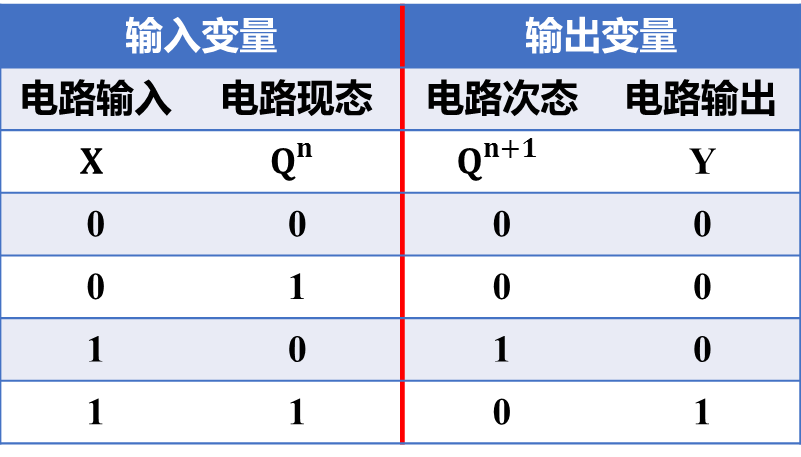 输入变量 输出变量
电路输入 电路现态 电路次态 电路输出
X Qⁿ Qⁿ⁺¹ Y
0 0 0 0
0 1 0 0
1 0 1 0
1 1 0 1